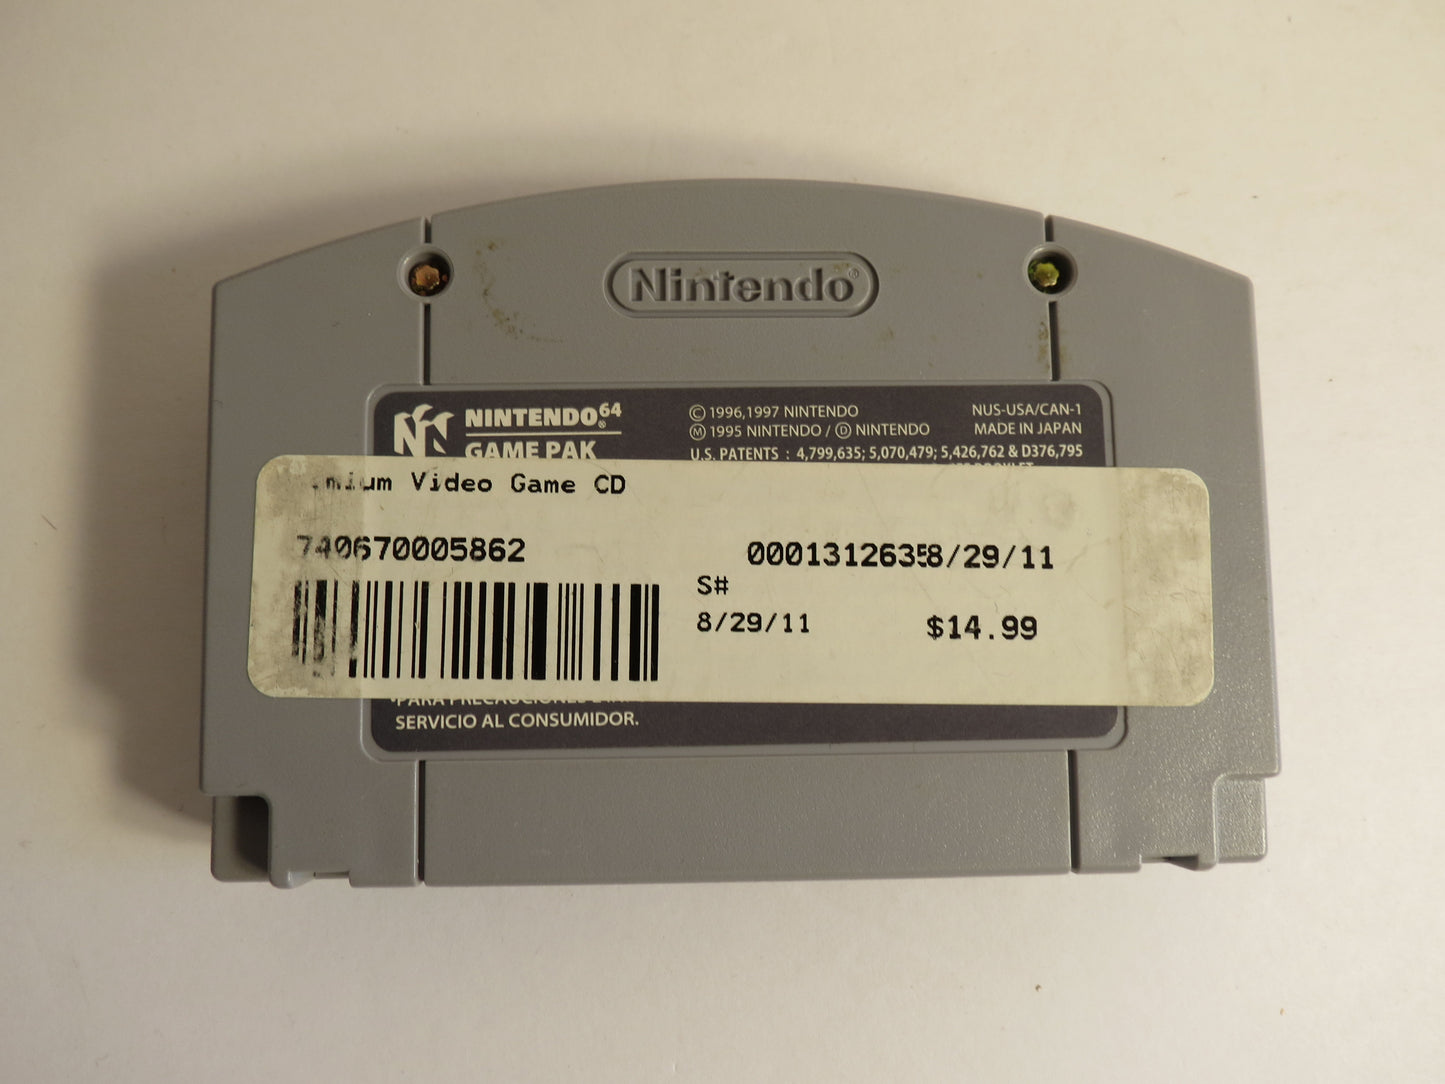 Nintendo®
NINTENDO64®
GAME PAK
© 1996,1997 NINTENDO
Ⓜ 1995 NINTENDO / Ⓓ NINTENDO
NUS-USA/CAN-1
MADE IN JAPAN
U.S. PATENTS : 4,799,635; 5,070,479; 5,426,762 & D376,795
Video Game CD
740670005862
00013126358/29/11
S#
8/29/11
$14.99
PARA PRECAUCIONES
SERVICIO AL CONSUMIDOR.